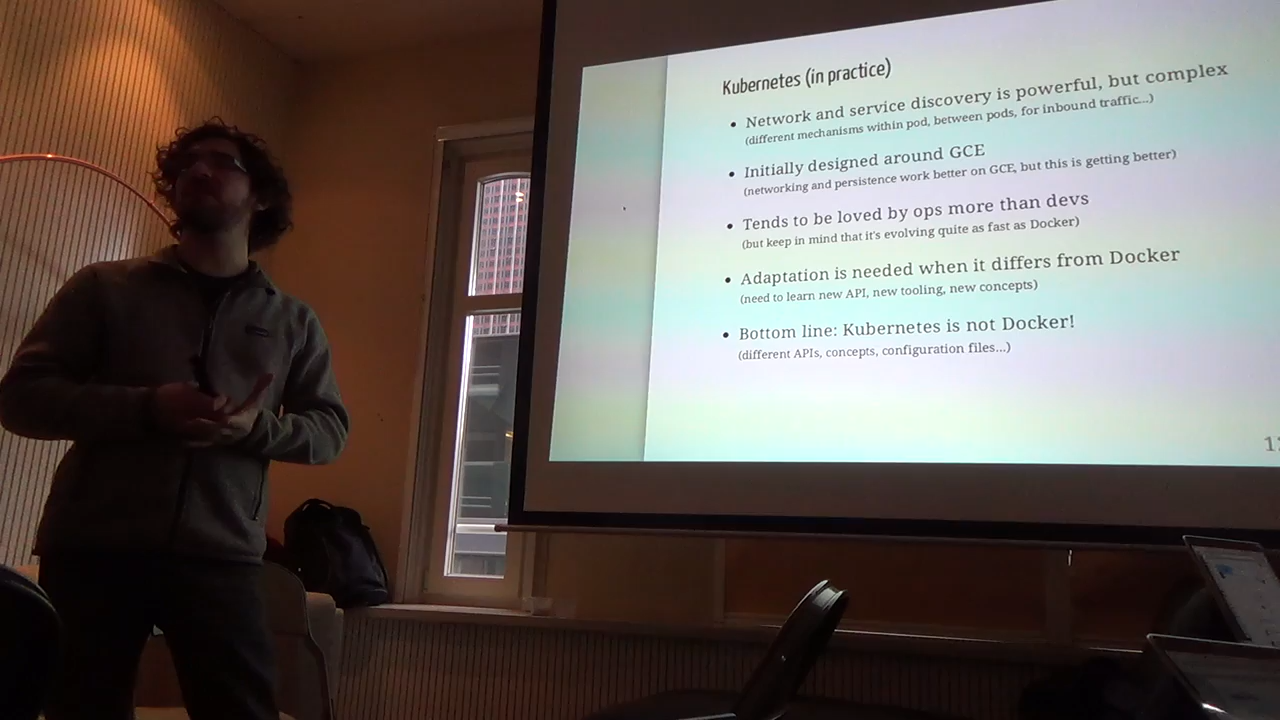 Kubernetes (in practice)
• Network and service discovery is powerful, but complex
(different mechanisms within pod, between pods, for inbound traffic...)
• Initially designed around GCE
(networking and persistence work better on GCE, but this is getting better)
• Tends to be loved by ops more than devs
(but keep in mind that it's evolving quite as fast as Docker)
• Adaptation is needed when it differs from Docker
(need to learn new API, new tooling, new concepts)
• Bottom line: Kubernetes is not Docker!
(different APIs, concepts, configuration files...)